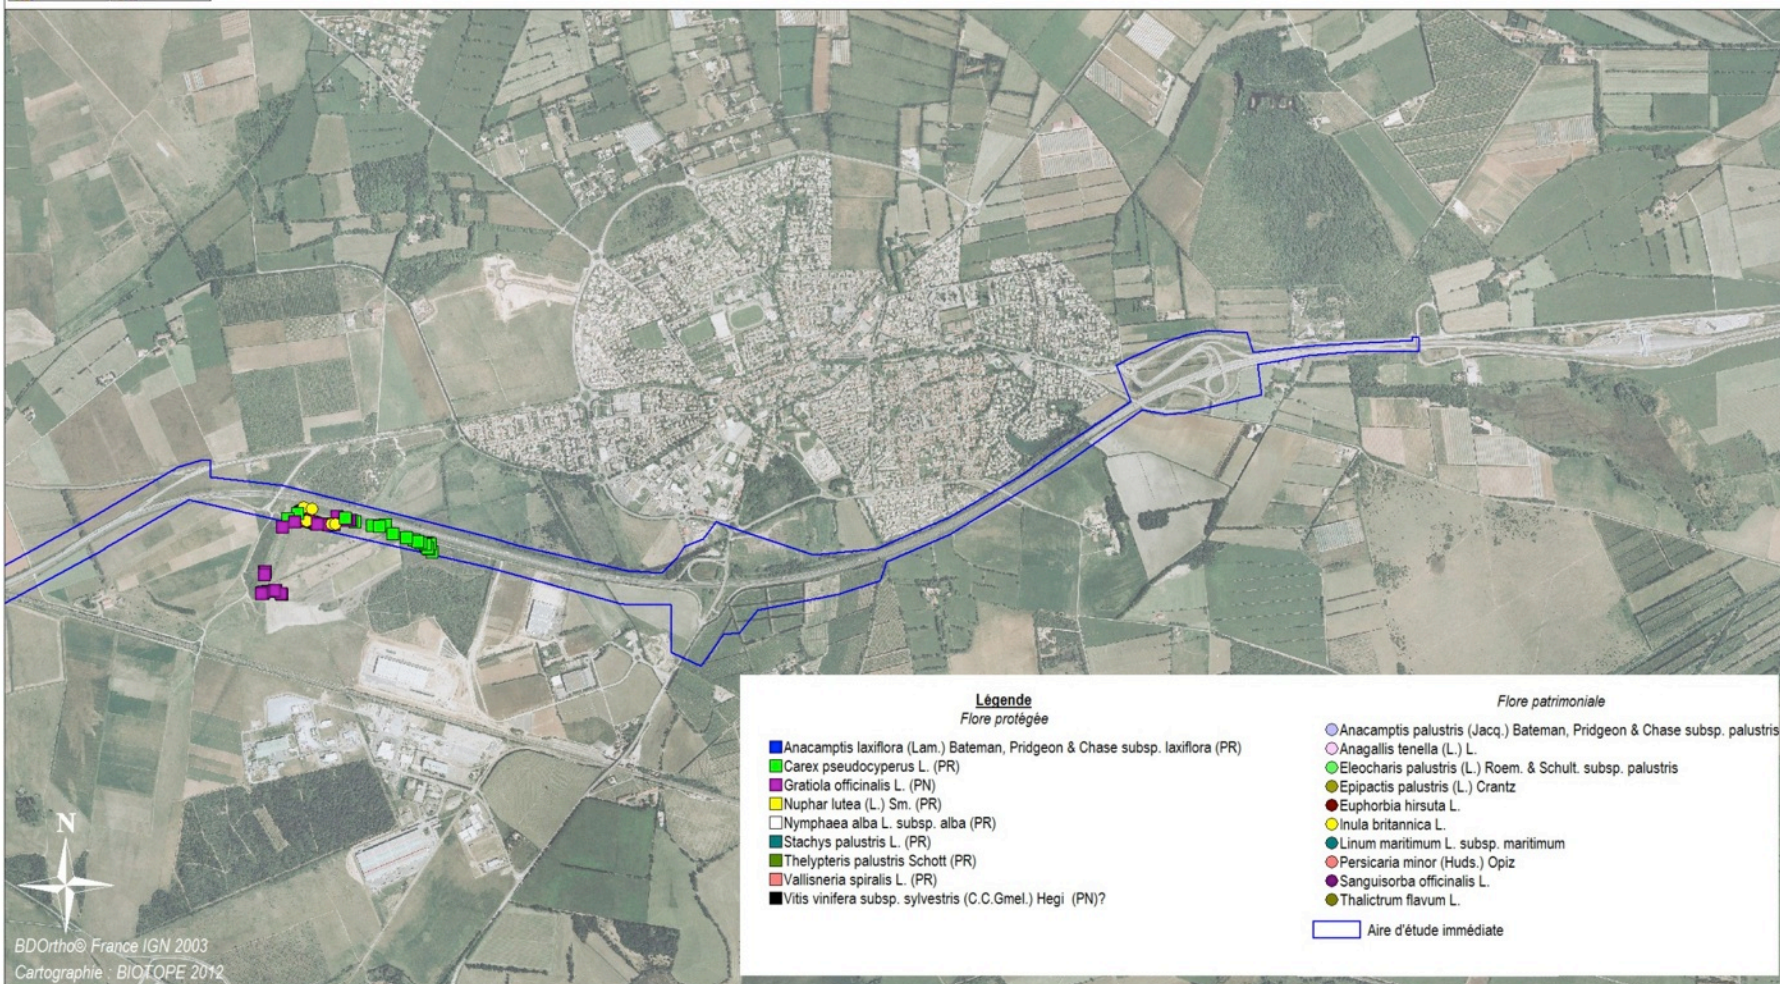 Légende
Flore protégée
Anacamptis laxiflora (Lam.) Bateman, Pridgeon & Chase subsp. laxiflora (PR)
Carex pseudocyperus L. (PR)
Gratiola officinalis L. (PN)
Nuphar lutea (L.) Sm. (PR)
Nymphaea alba L. subsp. alba (PR)
Stachys palustris L. (PR)
Thelypteris palustris Schott (PR)
Vallisneria spiralis L. (PR)
Vitis vinifera subsp. sylvestris (C.C.Gmel.) Hegi (PN)?
Flore patrimoniale
Anacamptis palustris (Jacq.) Bateman, Pridgeon & Chase subsp. palustris
Anagallis tenella (L.) L.
Eleocharis palustris (L.) Roem. & Schult. subsp. palustris
Epipactis palustris (L.) Crantz
Euphorbia hirsuta L.
Inula britannica L.
Linum maritimum L. subsp. maritimum
Persicaria minor (Huds.) Opiz
Sanguisorba officinalis L.
Thalictrum flavum L.
Aire d'étude immédiate
N
BDOrtho© France IGN 2003
Cartographie : BIOTOPE 2012